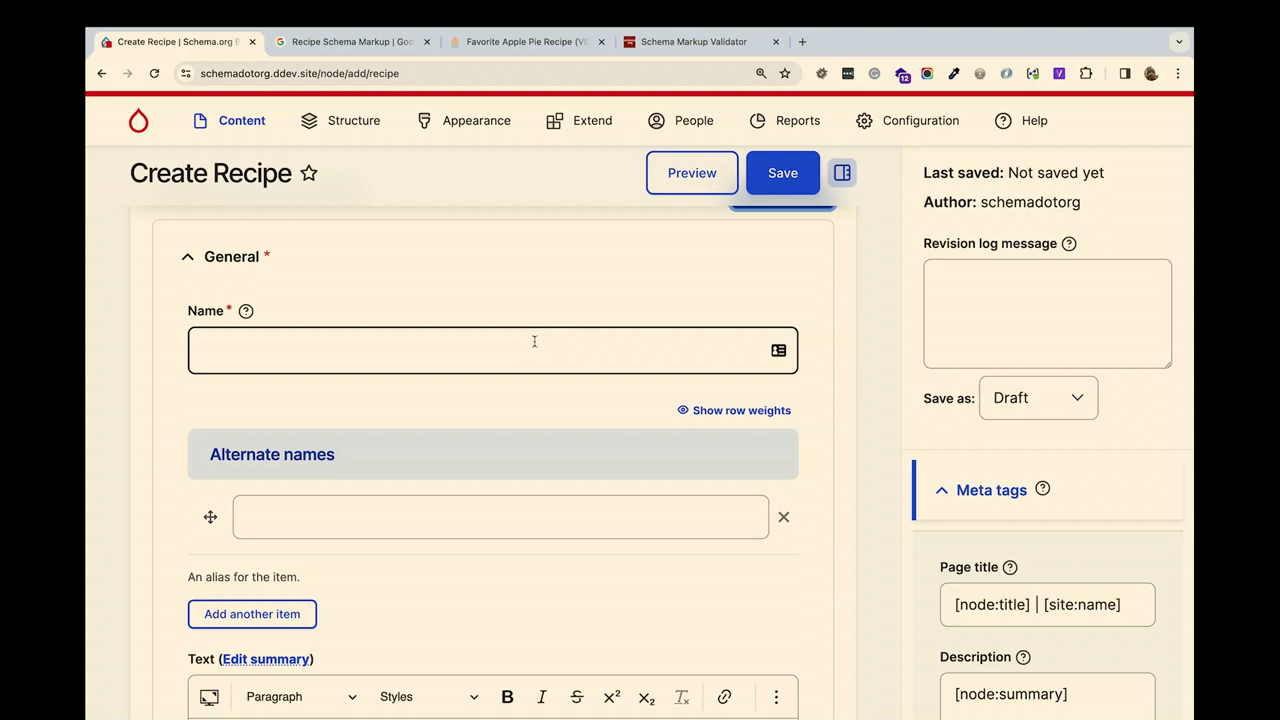 Create Recipe | Schema.org B
Recipe Schema Markup | Goo
Favorite Apple Pie Recipe (VI
Schema Markup Validator
schemadotorg.ddev.site/node/add/recipe
12
Content
Structure
Appearance
Extend
People
Reports
Configuration
Help
Create Recipe
Preview
Save
Last saved: Not saved yet
Author: schemadotorg
Revision log message
General *
Name *
Show row weights
Save as:
Draft
Alternate names
Meta tags
An alias for the item.
Page title
Add another item
[node:title] | [site:name]
Text (Edit summary)
Description
Paragraph
Styles
[node:summary]